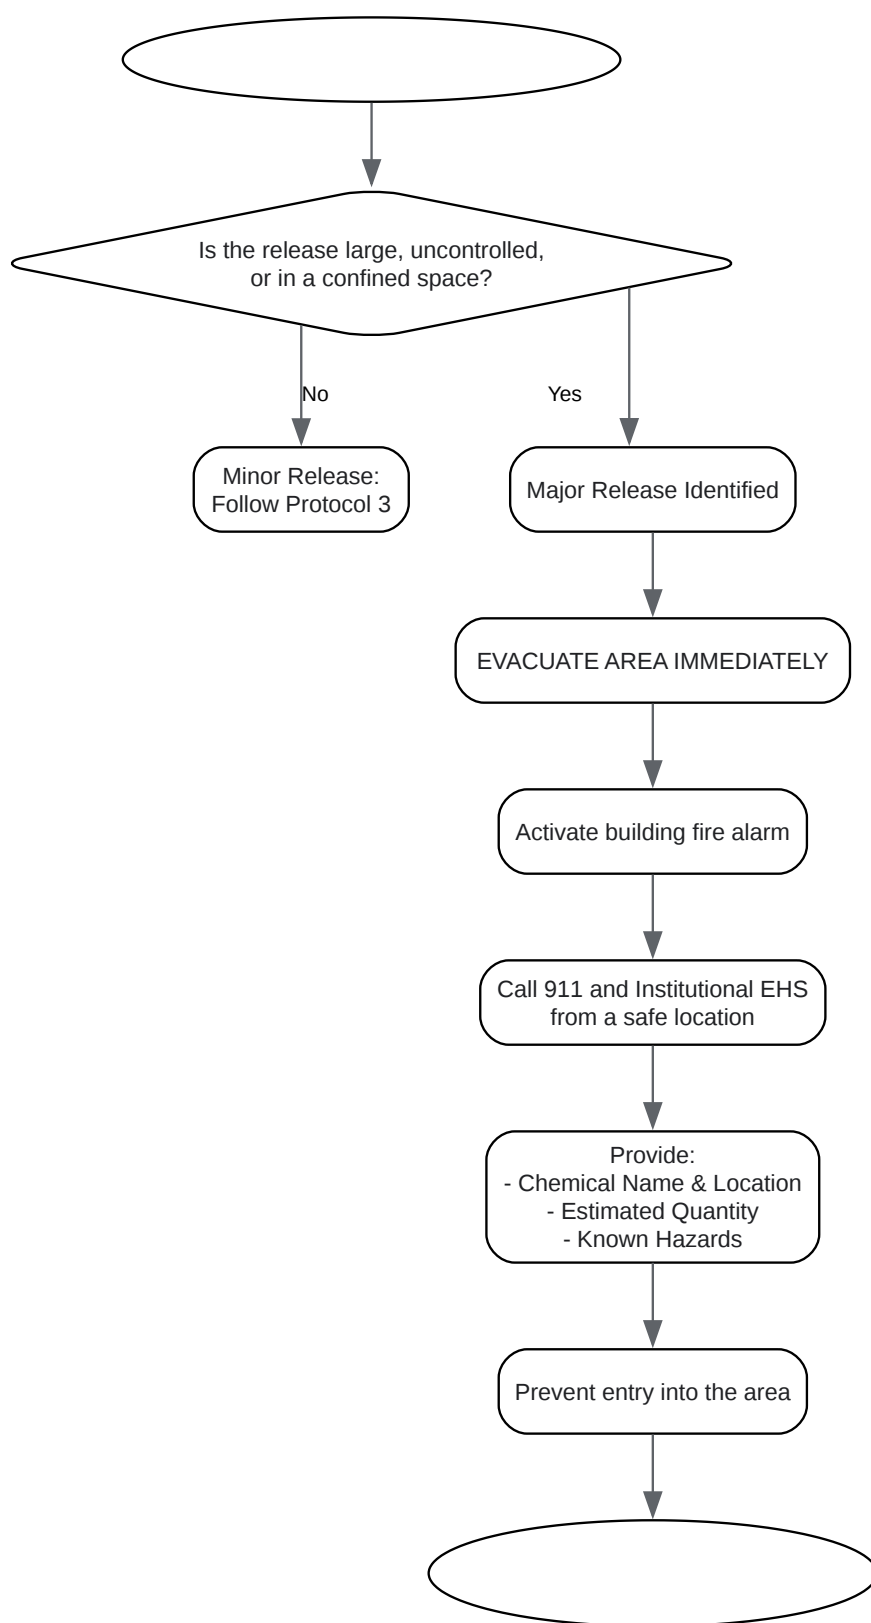 Is the release large, uncontrolled,
or in a confined space?
No
Yes
Minor Release:
Follow Protocol 3
Major Release Identified
EVACUATE AREA IMMEDIATELY
Activate building fire alarm
Call 911 and Institutional EHS
from a safe location
Provide:
- Chemical Name & Location
- Estimated Quantity
- Known Hazards
Prevent entry into the area